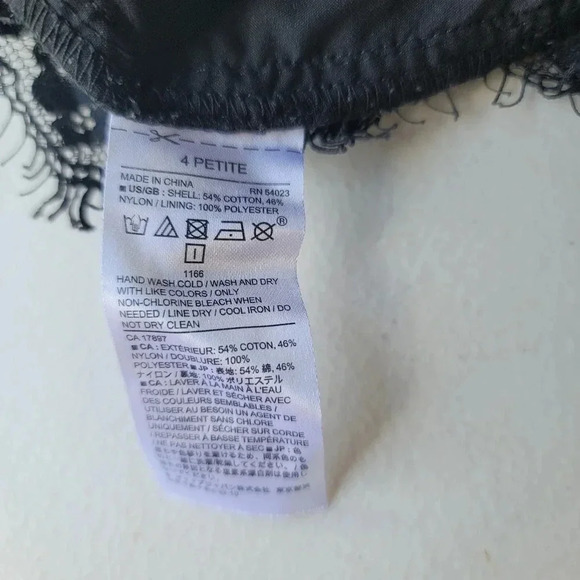 4 PETITE
MADE IN CHINA RN 54023
■ US/GB : SHELL: 54% COTTON, 46%
NYLON / LINING: 100% POLYESTER
®
1166
HAND WASH COLD / WASH AND DRY
WITH LIKE COLORS / ONLY
NON-CHLORINE BLEACH WHEN
NEEDED / LINE DRY / COOL IRON / DO
NOT DRY CLEAN
CA 17897
■ CA : EXTÉRIEUR: 54% COTON, 46%
NYLON / DOUBLURE: 100%
POLYESTER ■ JP : 表地: 54% 綿, 46%
ナイロン / 裏地: 100% ポリエステル
■ CA : LAVER À LA MAIN À L'EAU
FROIDE / LAVER ET SÉCHER AVEC
DES COULEURS SEMBLABLES /
UTILISER AU BESOIN UN AGENT DE
BLANCHIMENT SANS CHLORE
UNIQUEMENT / SÉCHER SUR CORDE
/ REPASSER À BASSE TEMPÉRATURE
/ NE PAS NETTOYER À SEC ■ JP : 色